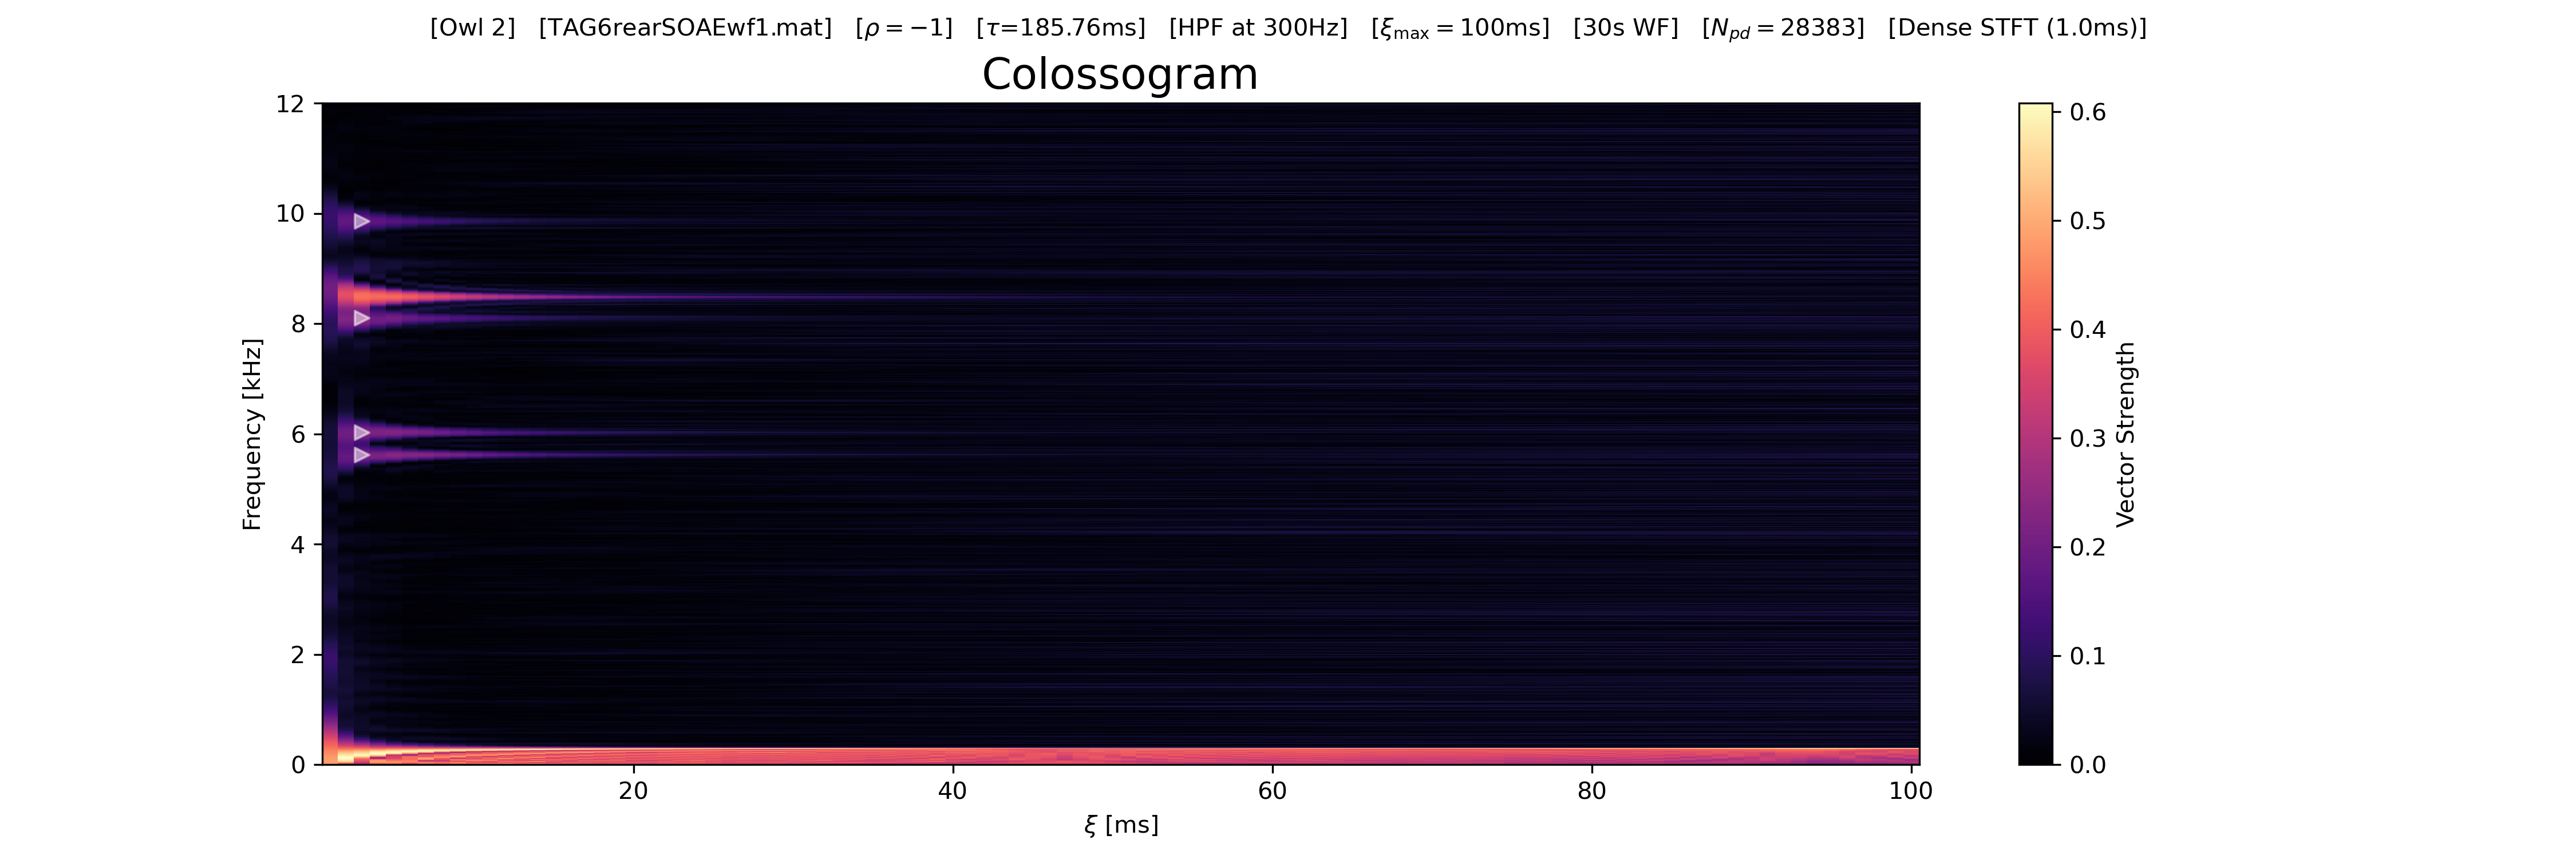 [Owl 2] [TAG6rearSOAEwf1.mat] [ρ = −1] [τ=185.76ms] [HPF at 300Hz] [ξmax = 100ms] [30s WF] [Npd = 28383] [Dense STFT (1.0ms)]
Colossogram
12
10
8
6
4
2
0
Frequency [kHz]
20 40 60 80 100
ξ [ms]
0.6
0.5
0.4
0.3
0.2
0.1
0.0
Vector Strength